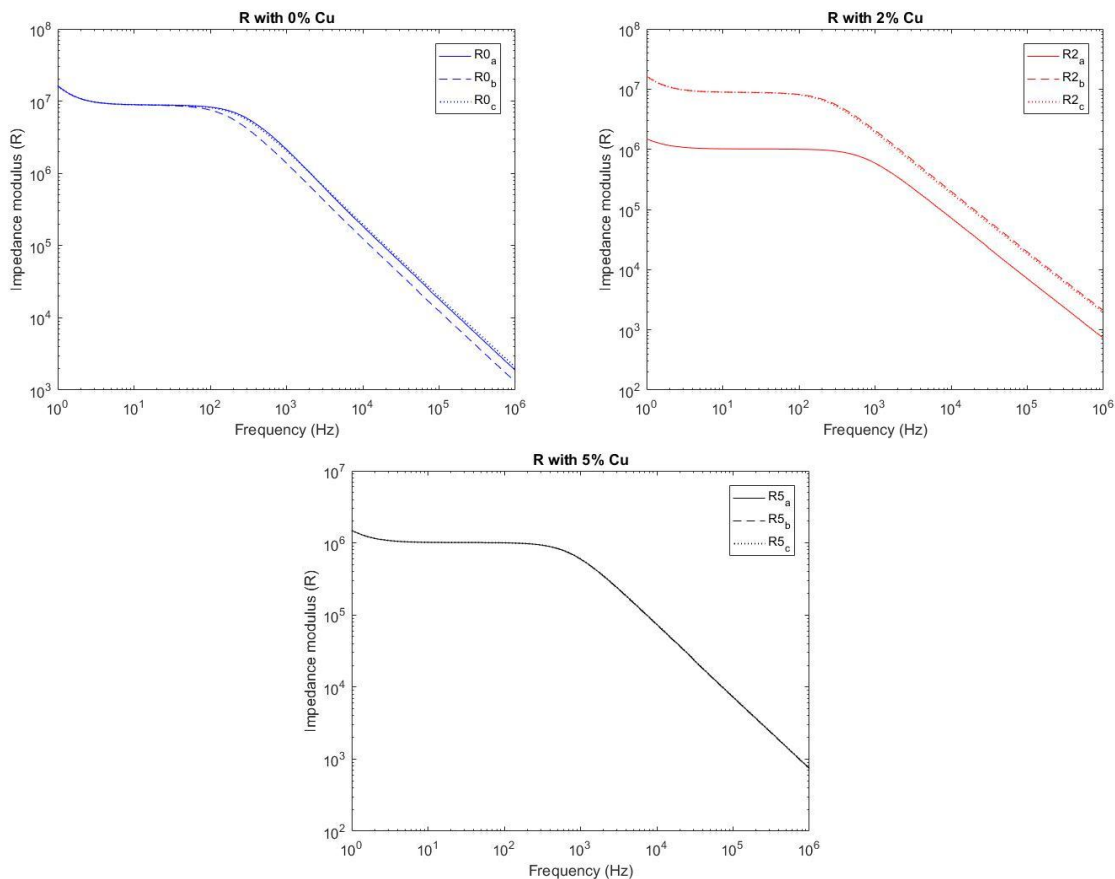 R with 0% Cu
10^8
10^7
10^6
10^5
10^4
10^3
Impedance modulus (R)
R0_a
R0_b
R0_c
10^0 10^1 10^2 10^3 10^4 10^5 10^6
Frequency (Hz)
R with 2% Cu
10^8
10^7
10^6
10^5
10^4
10^3
10^2
Impedance modulus (R)
R2_a
R2_b
R2_c
10^0 10^1 10^2 10^3 10^4 10^5 10^6
Frequency (Hz)
R with 5% Cu
10^7
10^6
10^5
10^4
10^3
10^2
Impedance modulus (R)
R5_a
R5_b
R5_c
10^0 10^1 10^2 10^3 10^4 10^5 10^6
Frequency (Hz)